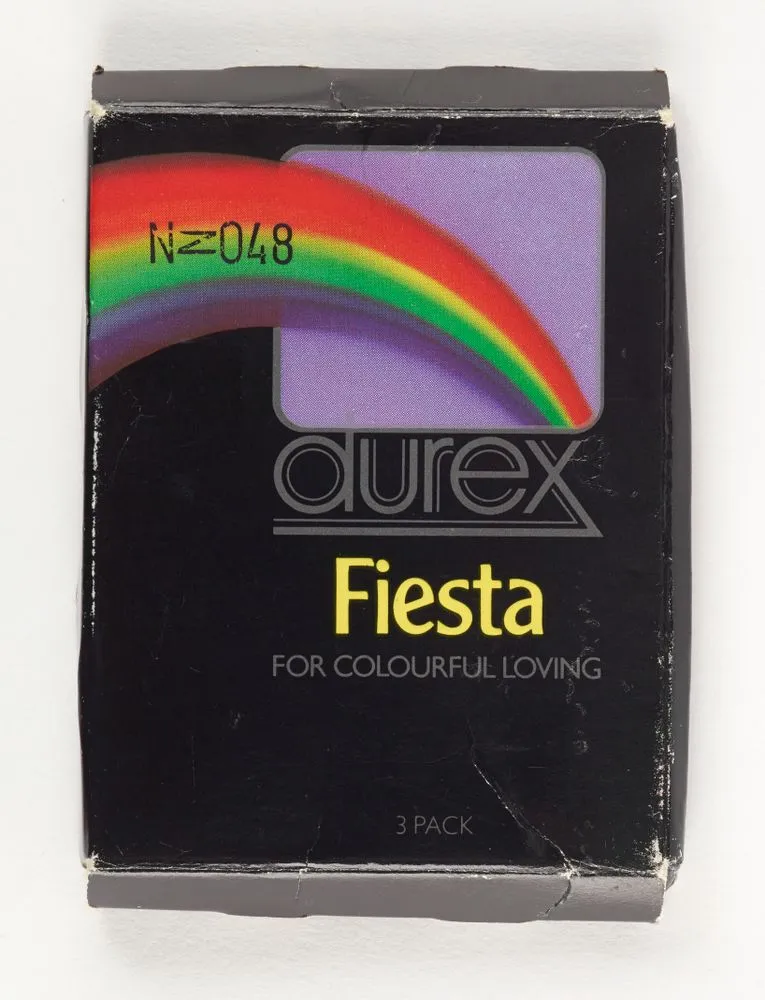 NZ048
durex
Fiesta
FOR COLOURFUL LOVING
3 PACK